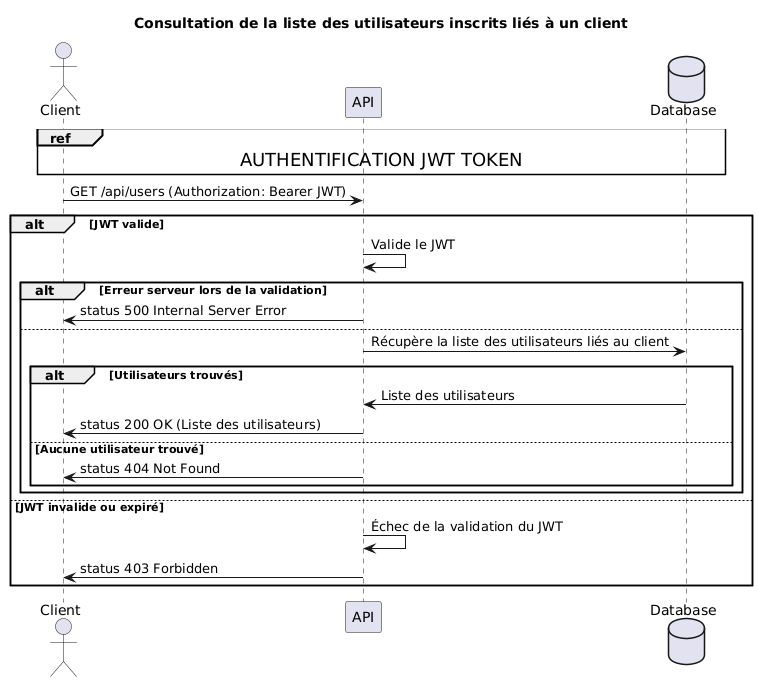 Consultation de la liste des utilisateurs inscrits liés à un client
Client
API
Database
ref
AUTHENTIFICATION JWT TOKEN
GET /api/users (Authorization: Bearer JWT)
alt [JWT valide]
Valide le JWT
alt [Erreur serveur lors de la validation]
status 500 Internal Server Error
Récupère la liste des utilisateurs liés au client
alt [Utilisateurs trouvés]
Liste des utilisateurs
status 200 OK (Liste des utilisateurs)
[Aucune utilisateur trouvé]
status 404 Not Found
[JWT invalide ou expiré]
Échec de la validation du JWT
status 403 Forbidden
Client
API
Database